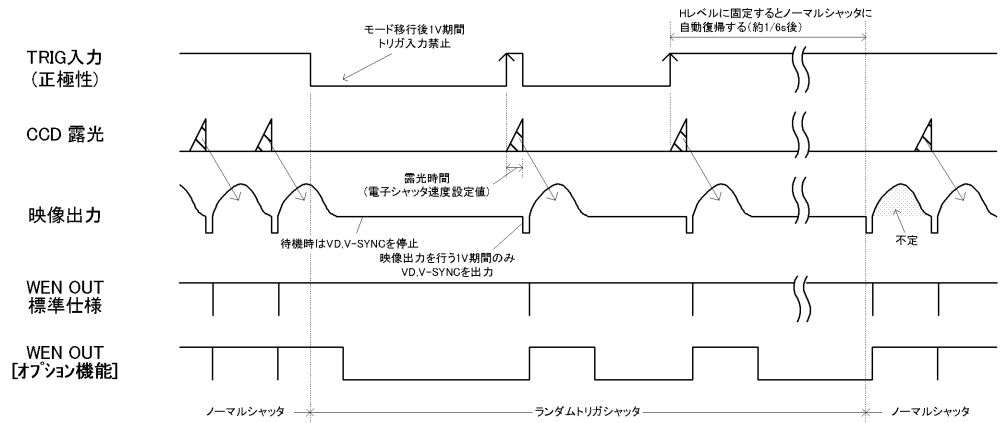 Hレベルに固定するとノーマルシャッタに
自動復帰する(約1/6s後)
モード移行後1V期間
トリガ入力禁止
TRIG入力
(正極性)
CCD 露光
露光時間
(電子シャッタ速度設定値)
映像出力
待機時はVD,V-SYNCを停止
映像出力を行う1V期間のみ
VD,V-SYNCを出力
不定
WEN OUT
標準仕様
WEN OUT
[オプション機能]
ノーマルシャッタ
ランダムトリガシャッタ
ノーマルシャッタ